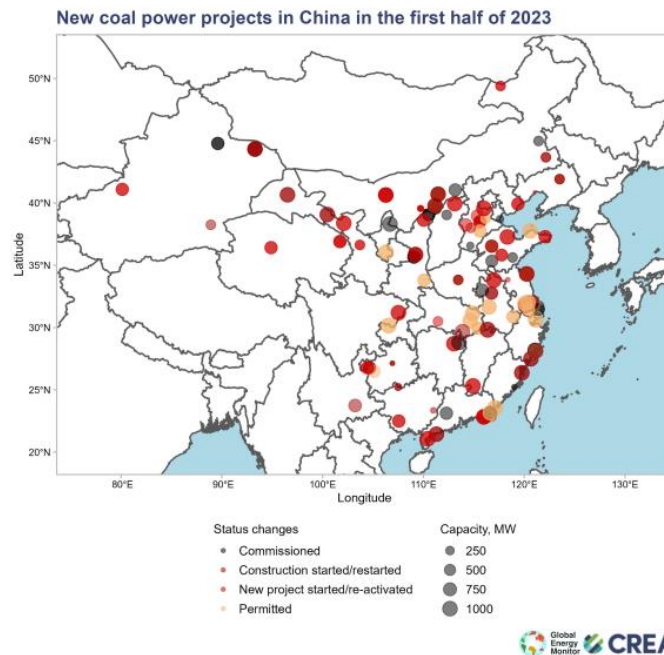 New coal power projects in China in the first half of 2023
50°N
45°N
40°N
35°N
30°N
25°N
20°N
Latitude
80°E
90°E
100°E
110°E
120°E
130°E
Longitude
Status changes
Commissioned
Construction started/restarted
New project started/re-activated
Permitted
Capacity, MW
250
500
750
1000
Global
Energy
Monitor
CREA